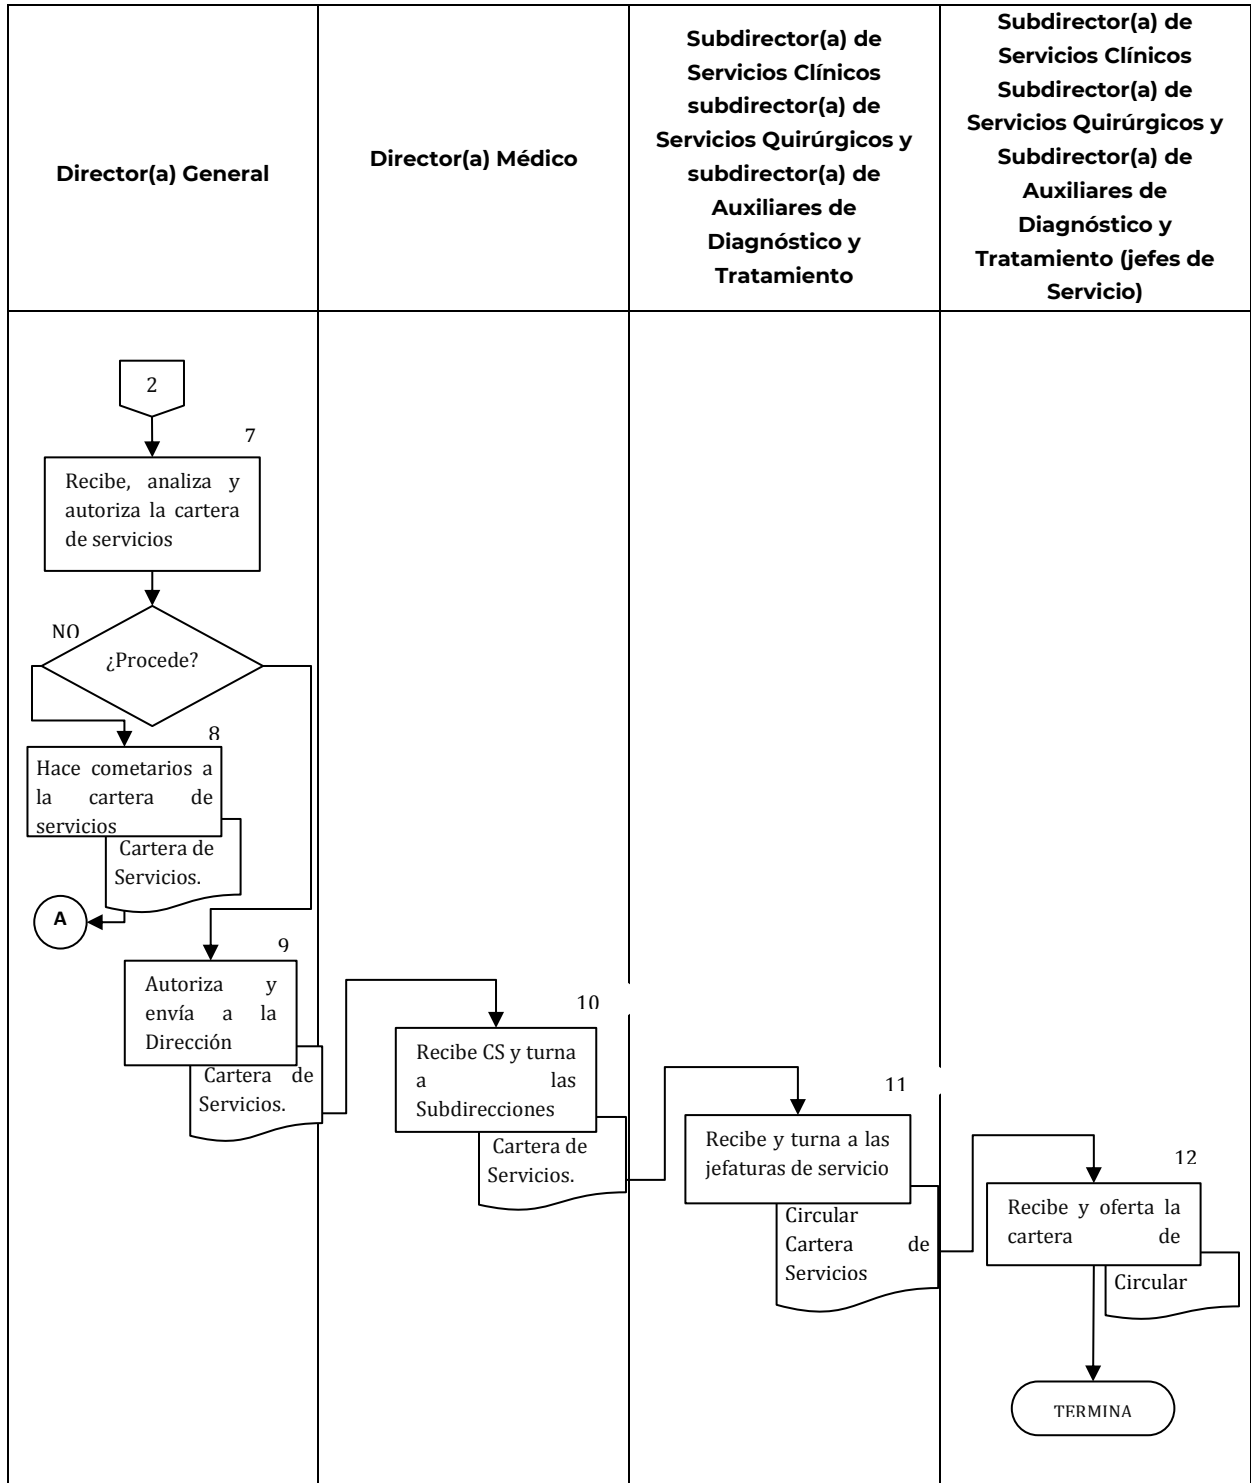 Director(a) General
Director(a) Médico
Subdirector(a) de
Servicios Clínicos
subdirector(a) de
Servicios Quirúrgicos y
subdirector(a) de
Auxiliares de
Diagnóstico y
Tratamiento
Subdirector(a) de
Servicios Clínicos
Subdirector(a) de
Servicios Quirúrgicos y
Subdirector(a) de
Auxiliares de
Diagnóstico y
Tratamiento (jefes de
Servicio)
2
7
Recibe, analiza y
autoriza la cartera
de servicios
NO
¿Procede?
8
Hace cometarios a
la cartera de
servicios
Cartera de
Servicios.
A
9
Autoriza y
envía a la
Dirección
Cartera de
Servicios.
10
Recibe CS y turna
a las
Subdirecciones
Cartera de
Servicios.
11
Recibe y turna a las
jefaturas de servicio
Circular
Cartera de
Servicios
12
Recibe y oferta la
cartera de
Circular
TERMINA